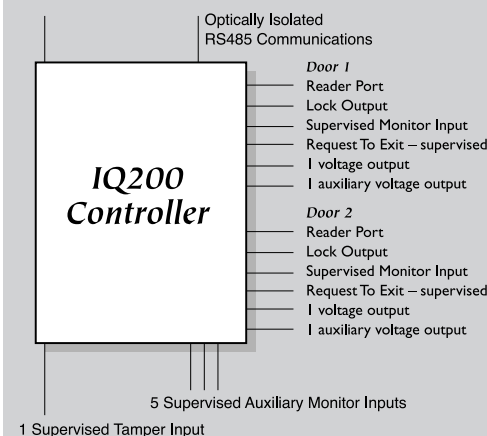 Optically Isolated
RS485 Communications
Door 1
Reader Port
Lock Output
Supervised Monitor Input
Request To Exit – supervised
1 voltage output
1 auxiliary voltage output
IQ200
Controller
Door 2
Reader Port
Lock Output
Supervised Monitor Input
Request To Exit – supervised
1 voltage output
1 auxiliary voltage output
5 Supervised Auxiliary Monitor Inputs
1 Supervised Tamper Input